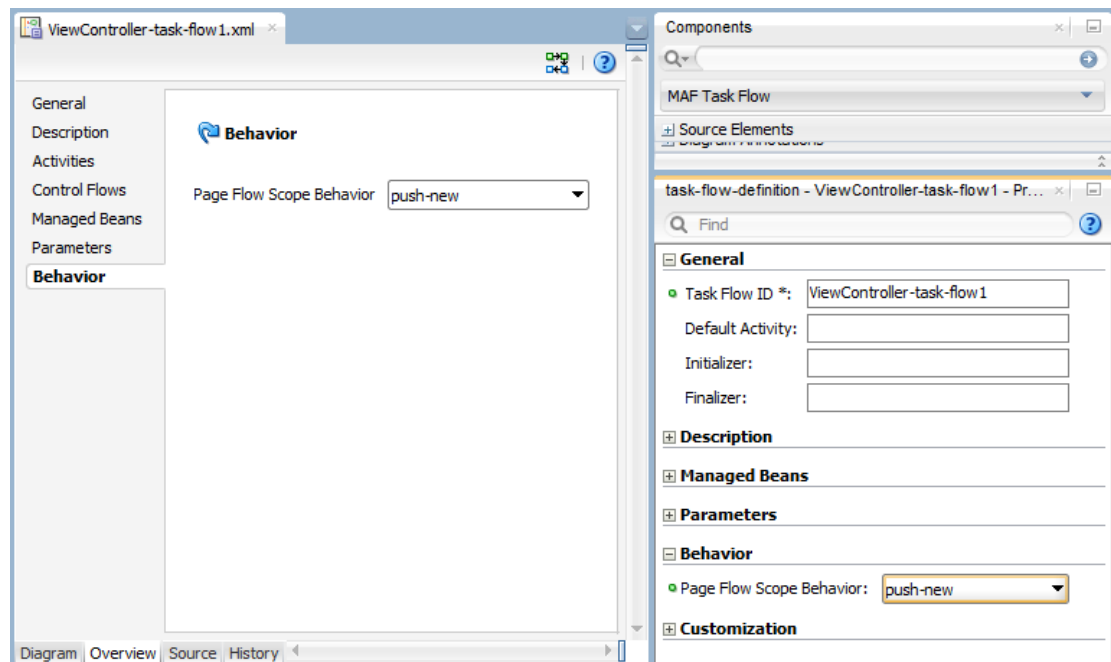 ViewController-task-flow1.xml
General
Description
Activities
Control Flows
Managed Beans
Parameters
Behavior
Behavior
Page Flow Scope Behavior push-new
Diagram Overview Source History
Components
MAF Task Flow
Source Elements
Diagram Annotations
task-flow-definition - ViewController-task-flow1 - Pr...
Find
General
Task Flow ID *: ViewController-task-flow1
Default Activity:
Initializer:
Finalizer:
Description
Managed Beans
Parameters
Behavior
Page Flow Scope Behavior: push-new
Customization